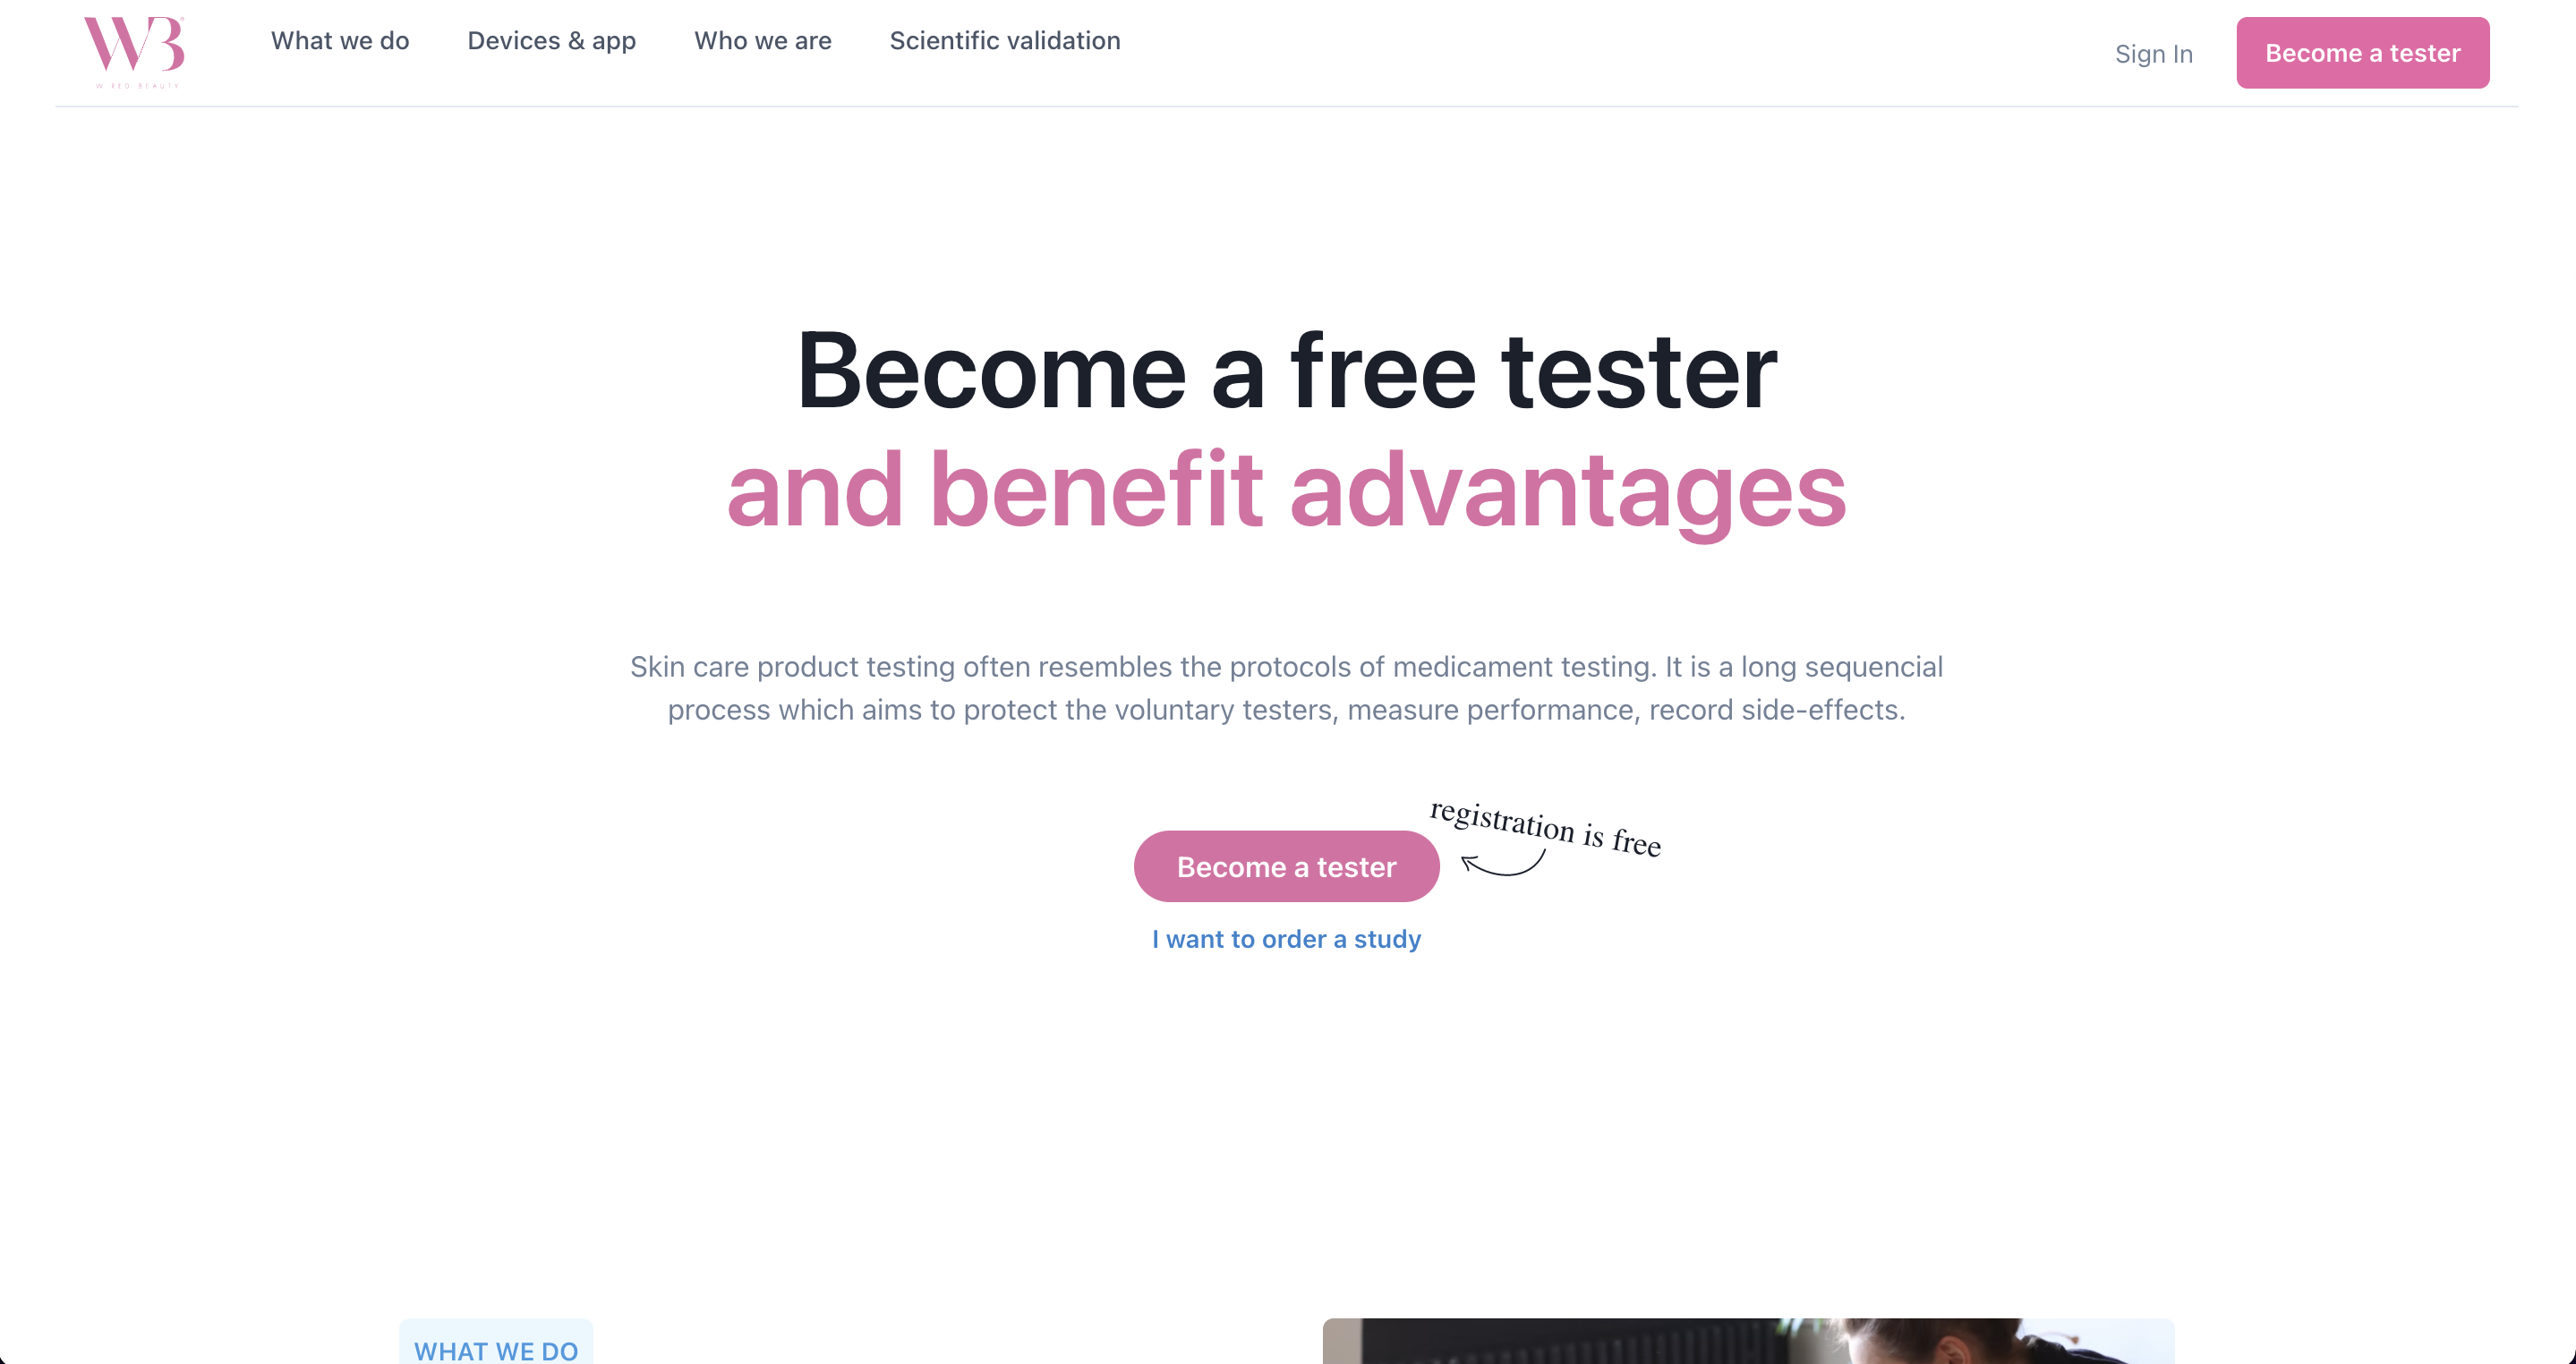 WB
WIRED BEAUTY
What we do
Devices & app
Who we are
Scientific validation
Sign In
Become a tester
Become a free tester
and benefit advantages
Skin care product testing often resembles the protocols of medicament testing. It is a long sequencial
process which aims to protect the voluntary testers, measure performance, record side-effects.
registration is free
Become a tester
I want to order a study
WHAT WE DO